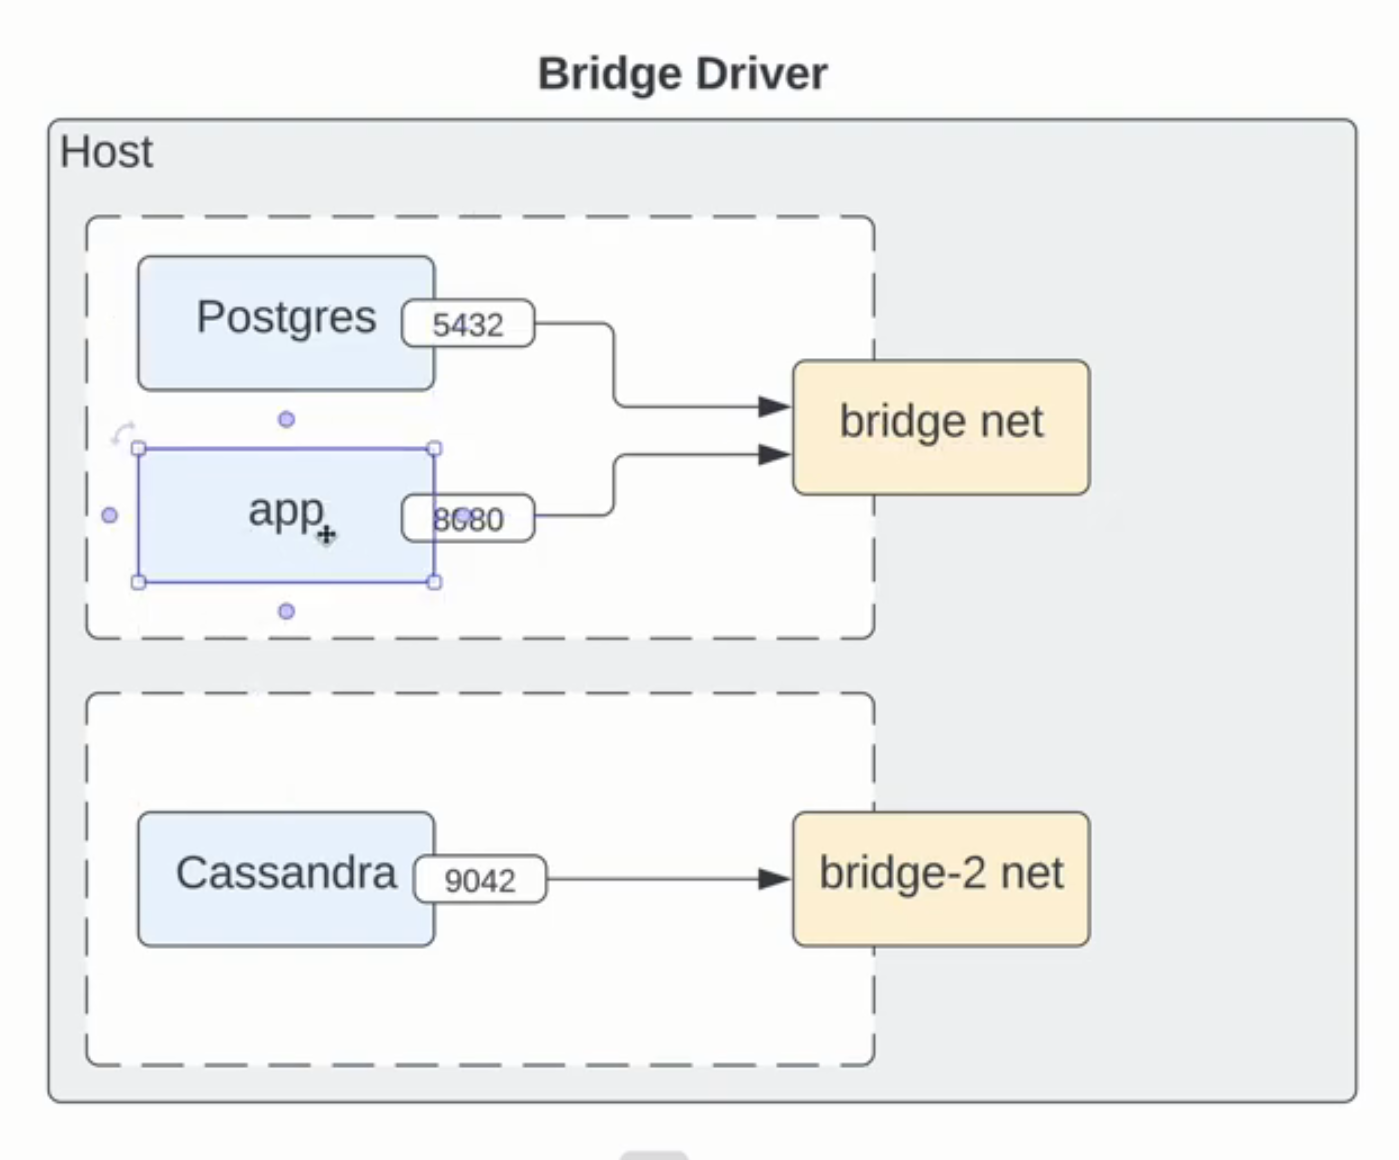 Bridge Driver
Host
Postgres
5432
bridge net
app
8080
Cassandra
9042
bridge-2 net